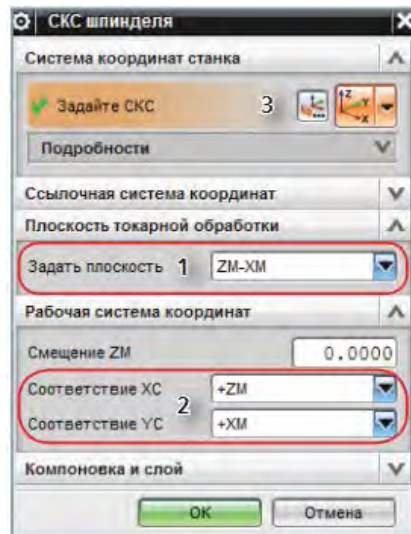 СКС шпинделя
Система координат станка
Задайте СКС 3 Z Y X
Подробности
Ссылочная система координат
Плоскость токарной обработки
Задать плоскость 1 ZM-XM
Рабочая система координат
Смещение ZM 0.0000
Соответствие XC +ZM
2
Соответствие YC +XM
Компоновка и слой
OK Отмена